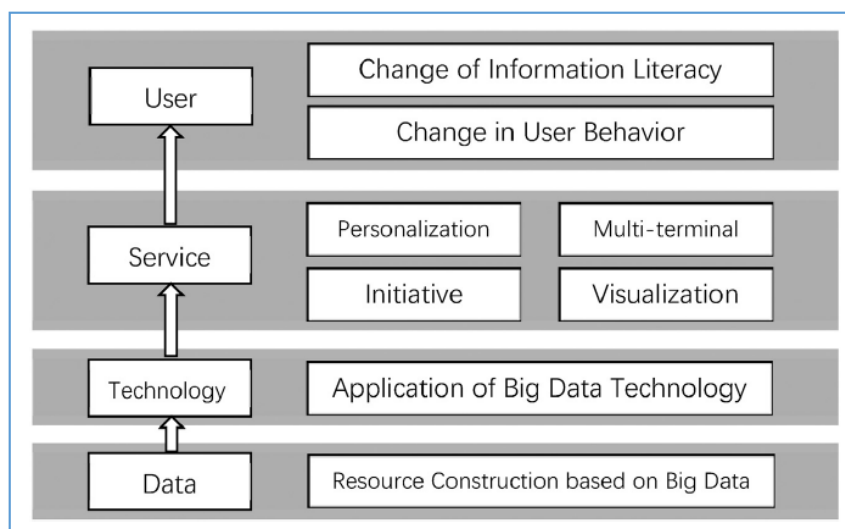 User
Change of Information Literacy
Change in User Behavior
Service
Personalization
Multi-terminal
Initiative
Visualization
Technology
Application of Big Data Technology
Data
Resource Construction based on Big Data